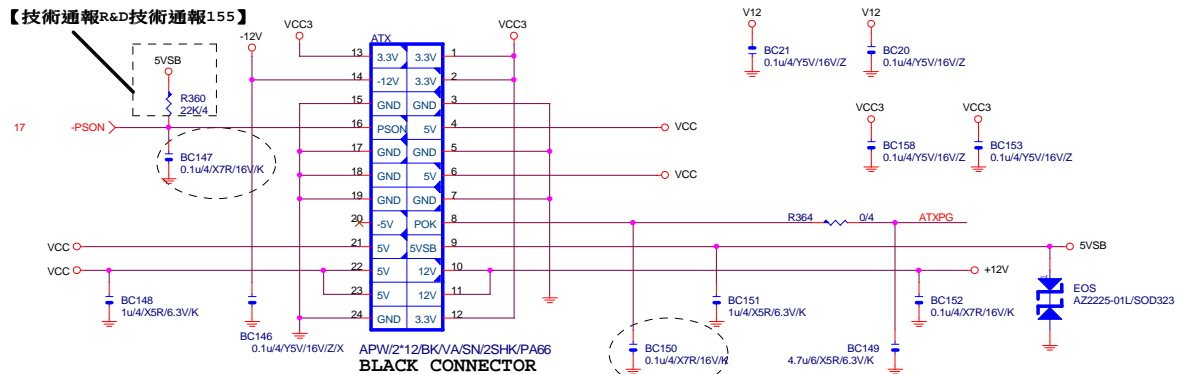 【技術通報R&D技術通報155】
5VSB
R360
22K/4
17
-PSON
BC147
0.1u/4/X7R/16V/K
-12V
VCC3
VCC3
ATX
13 3.3V 3.3V 1
14 -12V 3.3V 2
15 GND GND 3
16 PSON 5V 4
17 GND GND 5
18 GND 5V 6
19 GND GND 7
20 -5V POK 8
21 5V 5VSB 9
22 5V 12V 10
23 5V 12V 11
24 GND 3.3V 12
APW/2*12/BK/VA/SN/2SHK/PA66
BLACK CONNECTOR
VCC
VCC
BC148
1u/4/X5R/6.3V/K
BC146
0.1u/4/Y5V/16V/Z/X
VCC
VCC
V12
BC21
0.1u/4/Y5V/16V/Z
V12
BC20
0.1u/4/Y5V/16V/Z
VCC3
BC158
0.1u/4/Y5V/16V/Z
VCC3
BC153
0.1u/4/Y5V/16V/Z
R364
0/4
ATXPG
5VSB
+12V
BC151
1u/4/X5R/6.3V/K
BC152
0.1u/4/X7R/16V/K
EOS
AZ2225-01L/SOD323
1
BC150
0.1u/4/X7R/16V/K
BC149
4.7u/6/X5R/6.3V/K